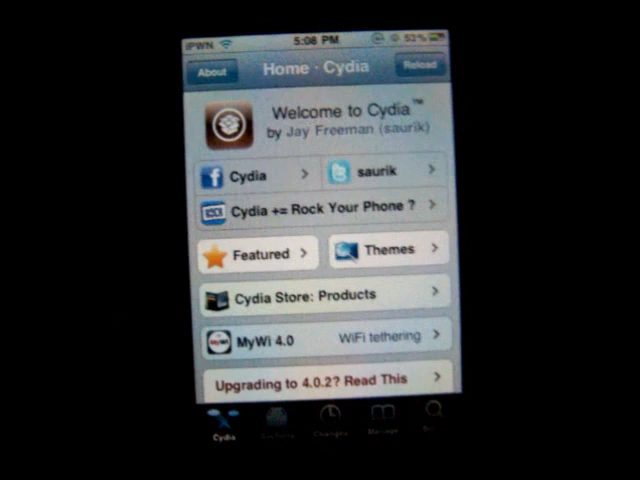 iPWN 5:08 PM 53%
About Home · Cydia Reload
Welcome to Cydia™
by Jay Freeman (saurik)
Cydia saurik
Cydia += Rock Your Phone ?
Featured Themes
Cydia Store: Products
MyWi 4.0 WiFi tethering
Upgrading to 4.0.2? Read This
Cydia Sections Changes Manage